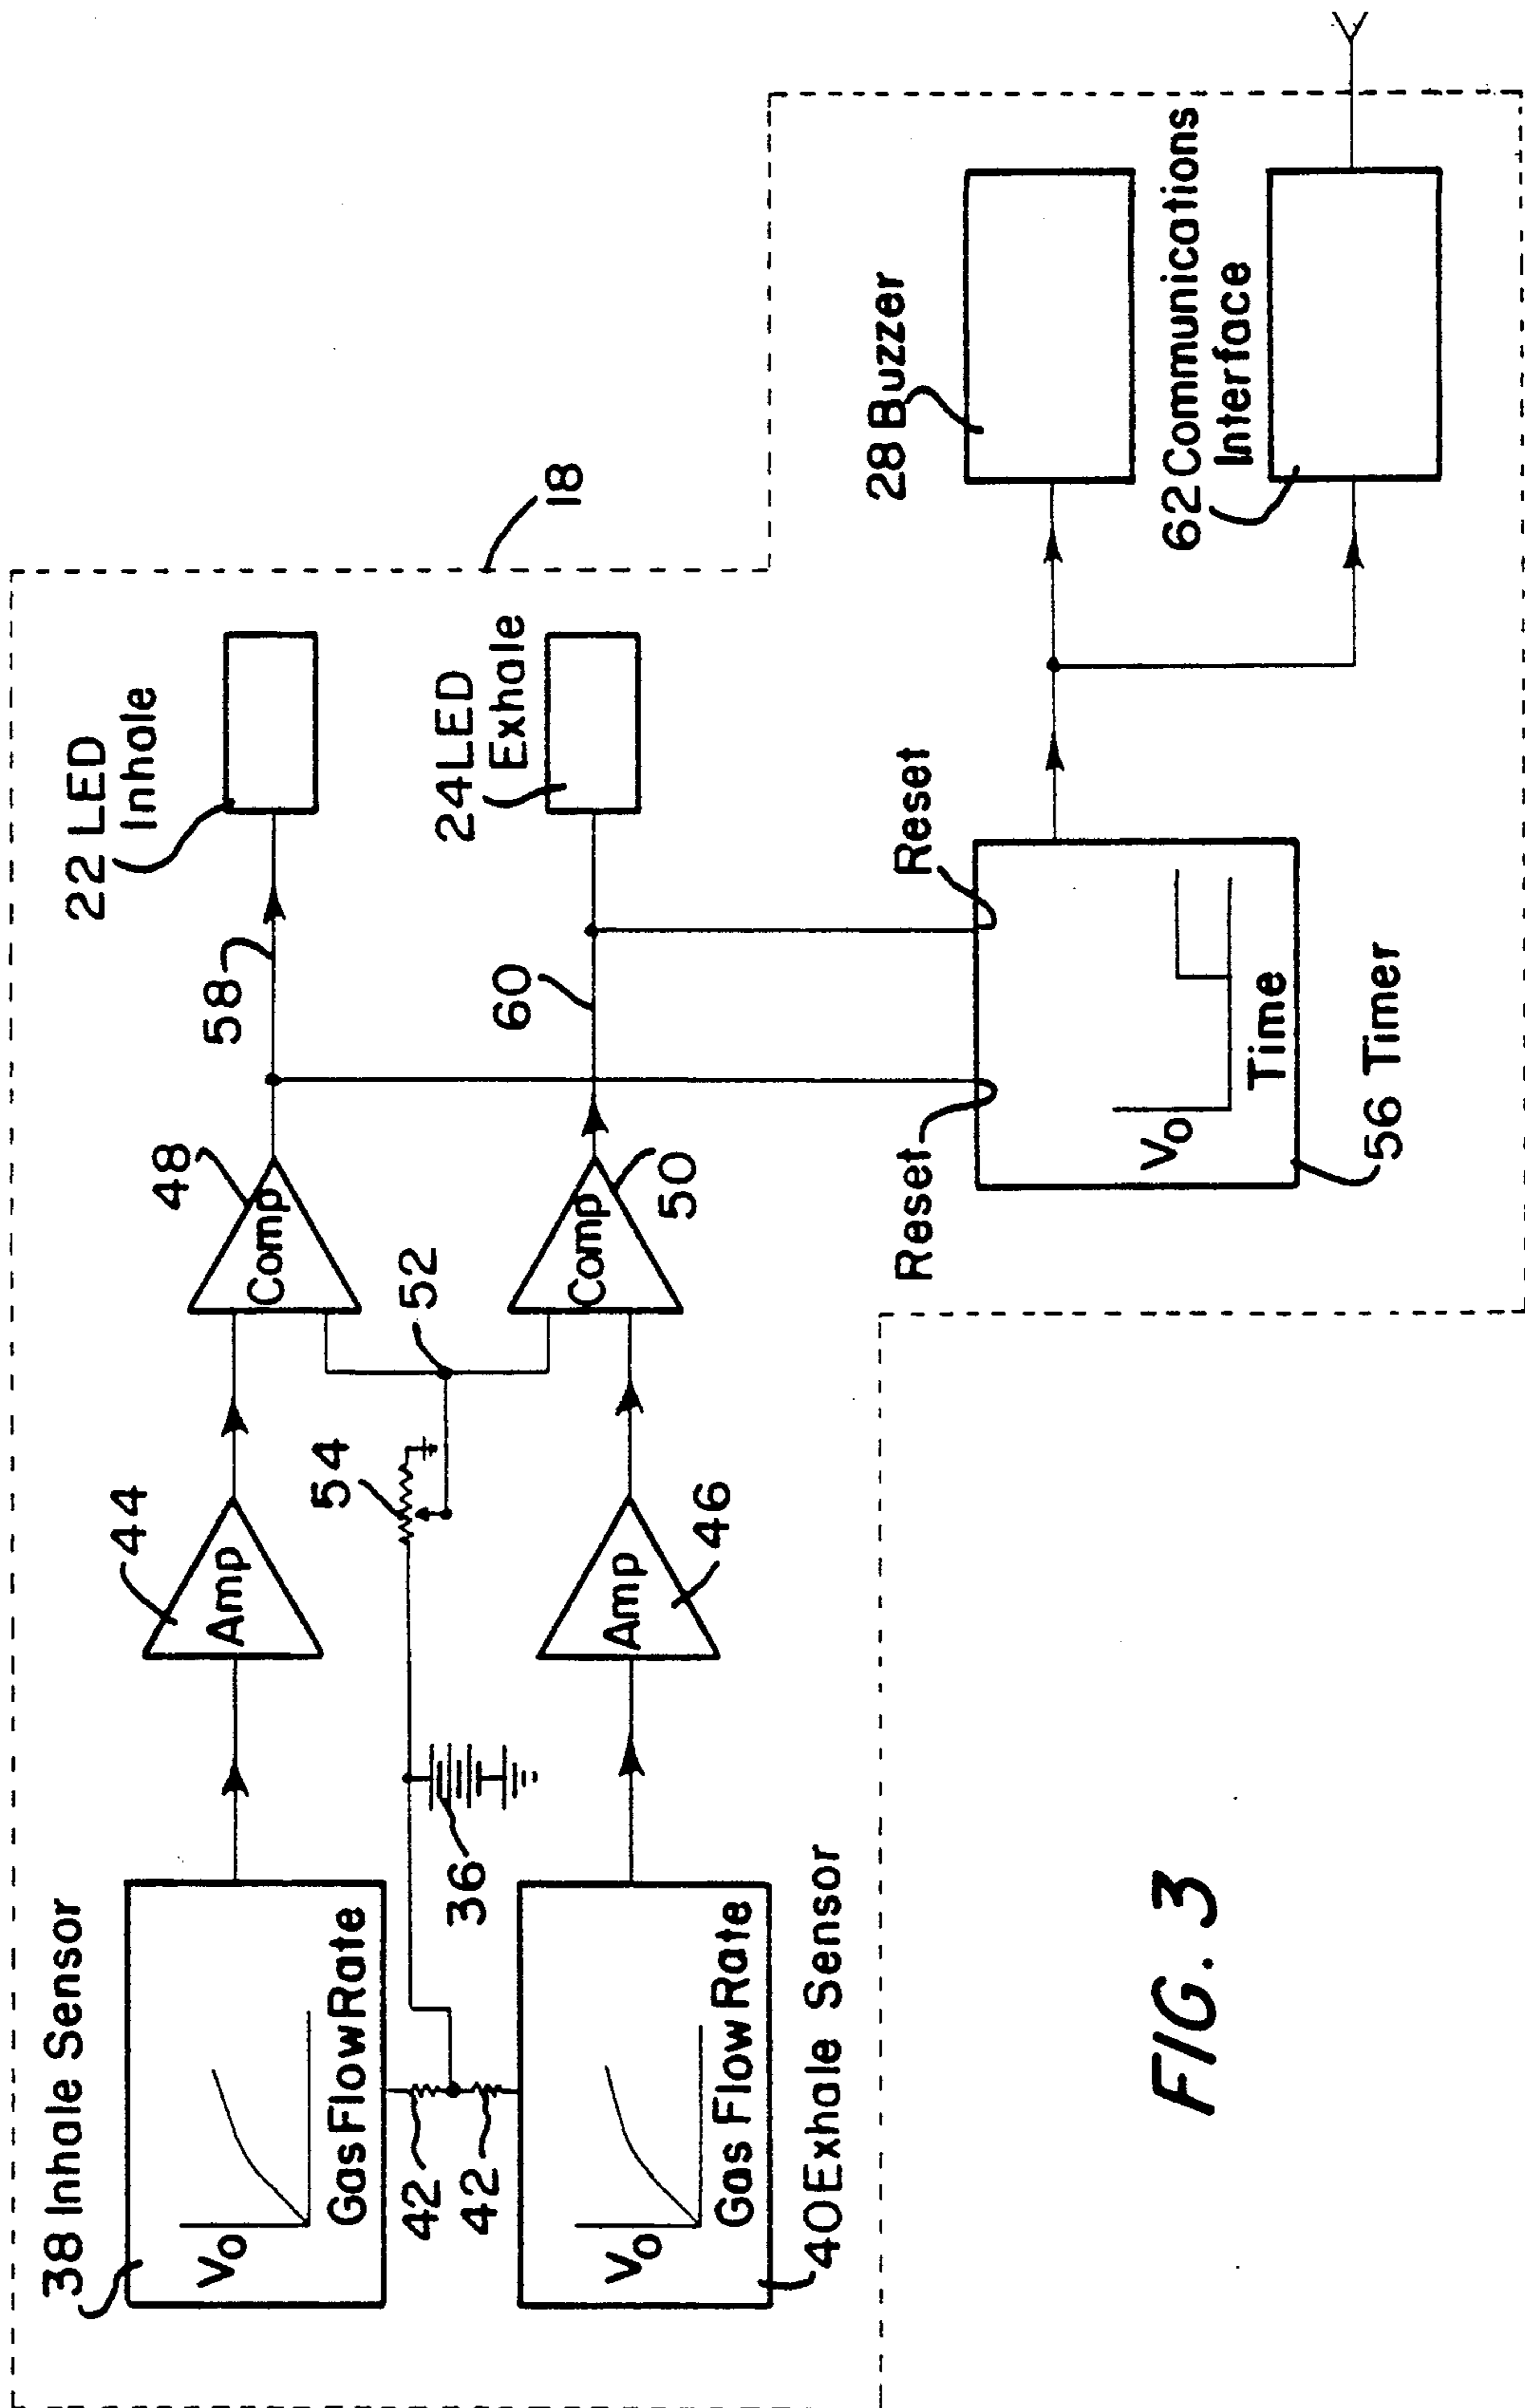 38 Inhale Sensor
Vo
Gas Flow Rate
44
Amp
48
Comp
58
22 LED
Inhale
42
42
36
54
52
18
Vo
Gas Flow Rate
40 Exhale Sensor
Amp
46
Comp
50
60
24 LED
Exhale
Reset
Reset
Vo
Time
56 Timer
28 Buzzer
62 Communications
Interface
FIG. 3